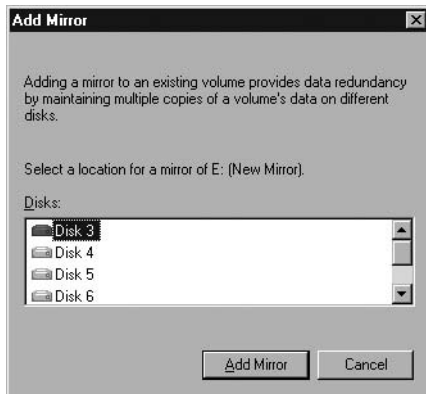 Add Mirror
Adding a mirror to an existing volume provides data redundancy
by maintaining multiple copies of a volume's data on different
disks.
Select a location for a mirror of E: (New Mirror).
Disks:
Disk 3
Disk 4
Disk 5
Disk 6
Add Mirror
Cancel